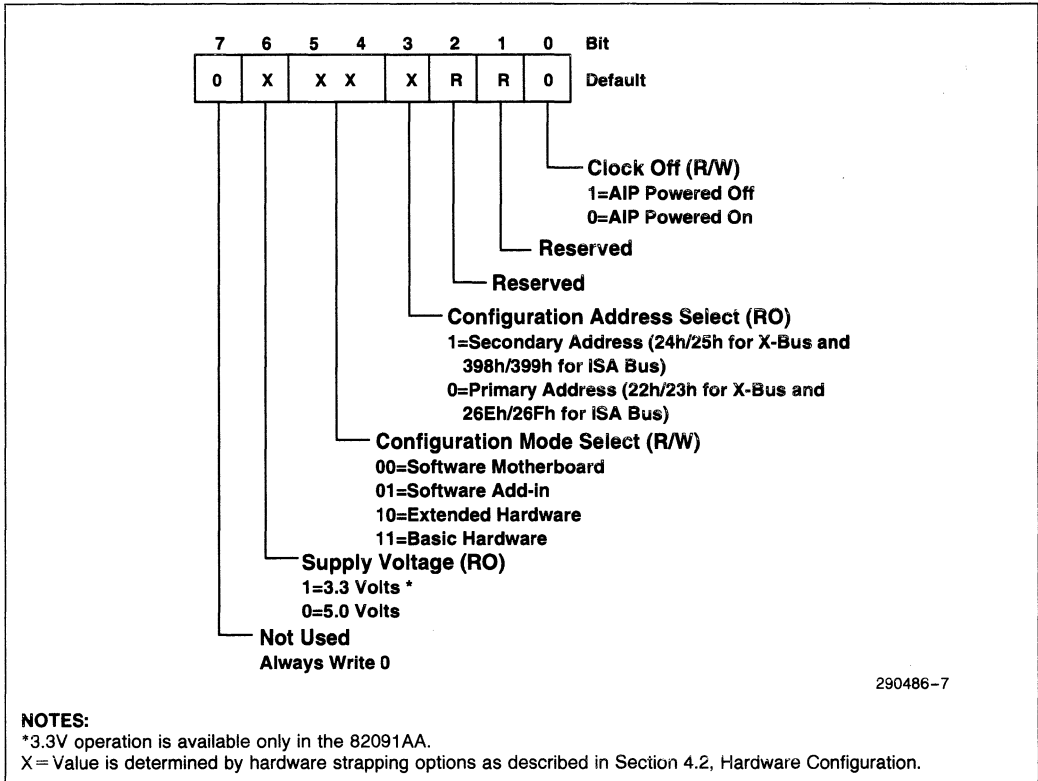 7 6 5 4 3 2 1 0 Bit
0 X X X X R R 0 Default
Clock Off (R/W)
1=AIP Powered Off
0=AIP Powered On
Reserved
Reserved
Configuration Address Select (RO)
1=Secondary Address (24h/25h for X-Bus and
398h/399h for ISA Bus)
0=Primary Address (22h/23h for X-Bus and
26Eh/26Fh for ISA Bus)
Configuration Mode Select (R/W)
00=Software Motherboard
01=Software Add-in
10=Extended Hardware
11=Basic Hardware
Supply Voltage (RO)
1=3.3 Volts *
0=5.0 Volts
Not Used
Always Write 0
290486-7
NOTES:
*3.3V operation is available only in the 82091AA.
X=Value is determined by hardware strapping options as described in Section 4.2, Hardware Configuration.